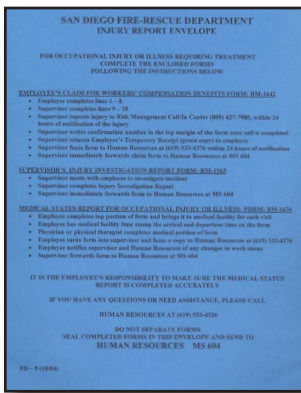 SAN DIEGO FIRE-RESCUE DEPARTMENT
INJURY REPORT ENVELOPE
FOR OCCUPATIONAL INJURY OR ILLNESS REQUIRING TREATMENT
COMPLETE THE ENCLOSED FORMS
FOLLOWING THE INSTRUCTIONS BELOW
EMPLOYEE'S CLAIM FOR WORKERS' COMPENSATION BENEFITS FORM: RM-1642
• Employee completes lines 1 - 8
• Supervisor completes lines 9 - 18
• Supervisor reports injury to Risk Management Call-In Center (800) 427-7980, within 24
hours of notification of the injury
• Supervisor writes confirmation number in the top margin of the form once call is completed
• Supervisor returns Employee's Temporary Receipt (green copy) to employee
• Supervisor faxes form to Human Resources at (619) 533-4376 within 24 hours of notification
• Supervisor immediately forwards claim form to Human Resources at MS 604
SUPERVISOR'S INJURY INVESTIGATION REPORT FORM: RM-1565
• Supervisor meets with employee to investigate incident
• Supervisor completes Injury Investigation Report
• Supervisor immediately forwards form to Human Resources at MS 604
MEDICAL STATUS REPORT FOR OCCUPATIONAL INJURY OR ILLNESS: FORM: RM-1676
• Employee completes top portion of form and brings it to medical facility for each visit
• Employee has medical facility time stamp the arrival and departure time on the form
• Physician or physical therapist completes medical portion of form
• Employee turns form into supervisor and faxes a copy to Human Resources at (619) 533-4376
• Employee notifies supervisor and Human Resources of any changes in work status
• Supervisor forwards form to Human Resources at MS 604
IT IS THE EMPLOYEE'S RESPONSIBILITY TO MAKE SURE THE MEDICAL STATUS
REPORT IS COMPLETED ACCURATELY
IF YOU HAVE ANY QUESTIONS OR NEED ASSISTANCE, PLEASE CALL
HUMAN RESOURCES AT (619) 533-4326
DO NOT SEPARATE FORMS
SEAL COMPLETED FORMS IN THIS ENVELOPE AND SEND TO
HUMAN RESOURCES MS 604
FD - 9 (10/04)